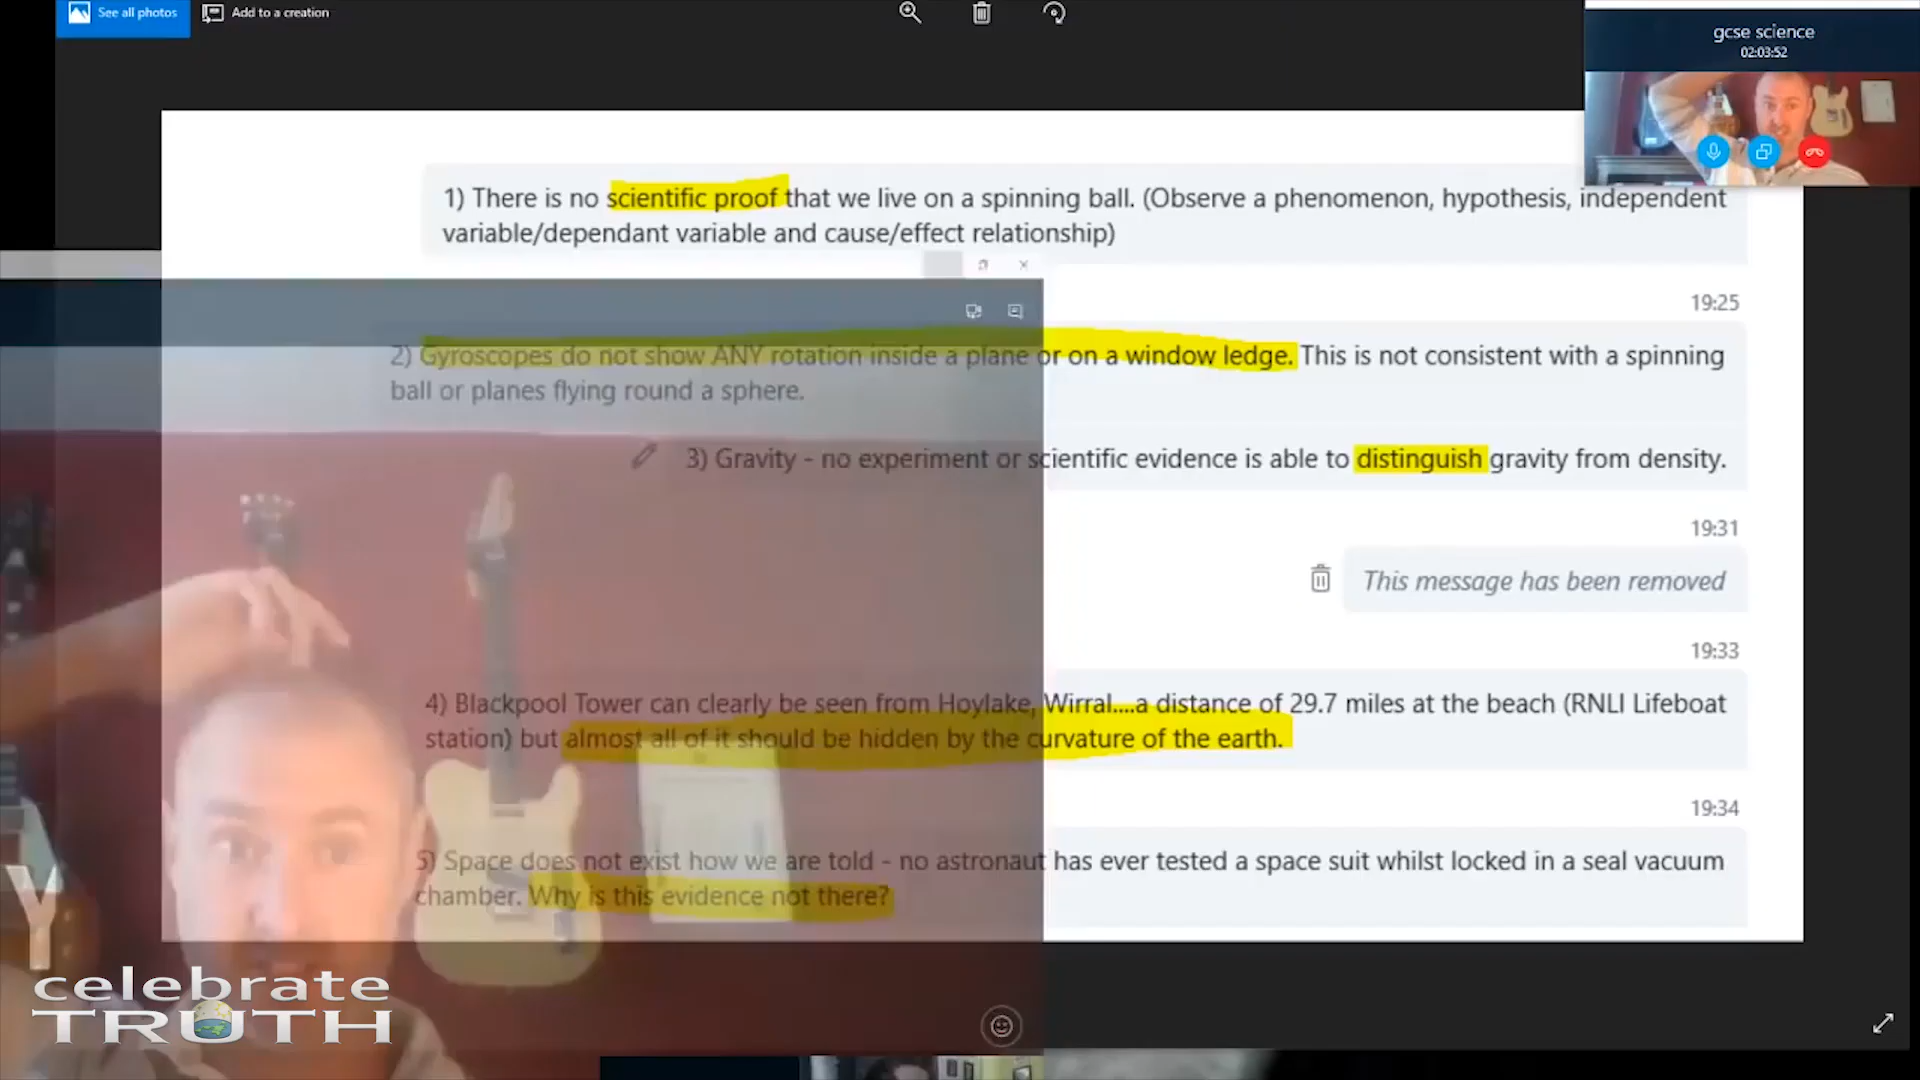 See all photos
Add to a creation
gcse science
02:03:52
1) There is no scientific proof that we live on a spinning ball. (Observe a phenomenon, hypothesis, independent
variable/dependant variable and cause/effect relationship)
19:25
2) Gyroscopes do not show ANY rotation inside a plane or on a window ledge. This is not consistent with a spinning
ball or planes flying round a sphere.
3) Gravity - no experiment or scientific evidence is able to distinguish gravity from density.
19:31
This message has been removed
19:33
4) Blackpool Tower can clearly be seen from Hoylake, Wirral....a distance of 29.7 miles at the beach (RNLI Lifeboat
station) but almost all of it should be hidden by the curvature of the earth.
19:34
5) Space does not exist how we are told - no astronaut has ever tested a space suit whilst locked in a seal vacuum
chamber. Why is this evidence not there?
Y
celebrate
TRUTH